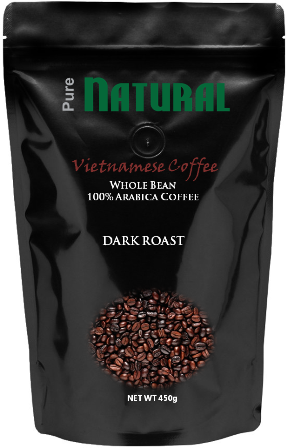 Pure NATURAL
Vietnamese Coffee
WHOLE BEAN
100% ARABICA COFFEE
DARK ROAST
NET WT 450g